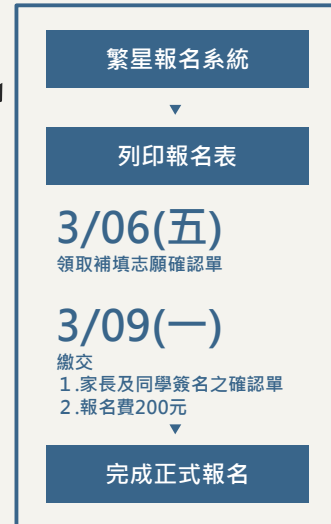 繁星報名系統
列印報名表
3/06(五)
領取補填志願確認單
3/09(一)
繳交
１.家長及同學簽名之確認單
２.報名費200元
完成正式報名